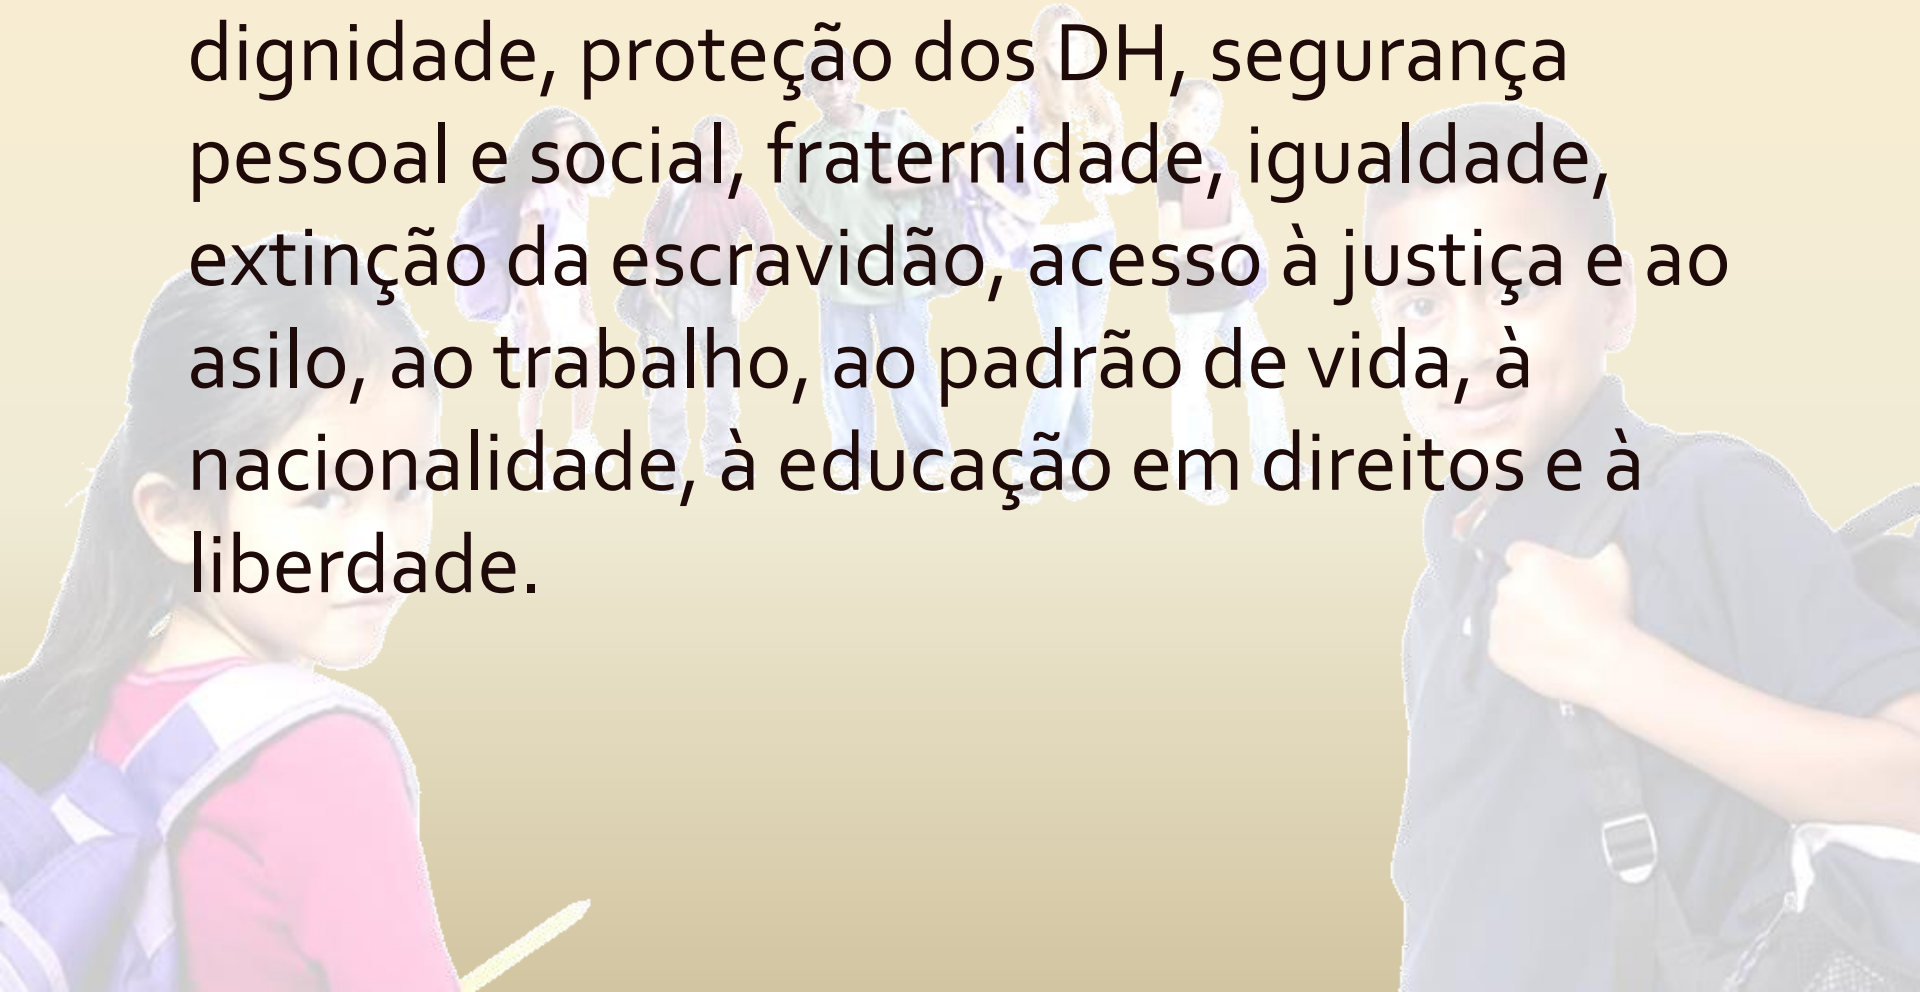 dignidade, proteção dos DH, segurança
pessoal e social, fraternidade, igualdade,
extinção da escravidão, acesso à justiça e ao
asilo, ao trabalho, ao padrão de vida, à
nacionalidade, à educação em direitos e à
liberdade.